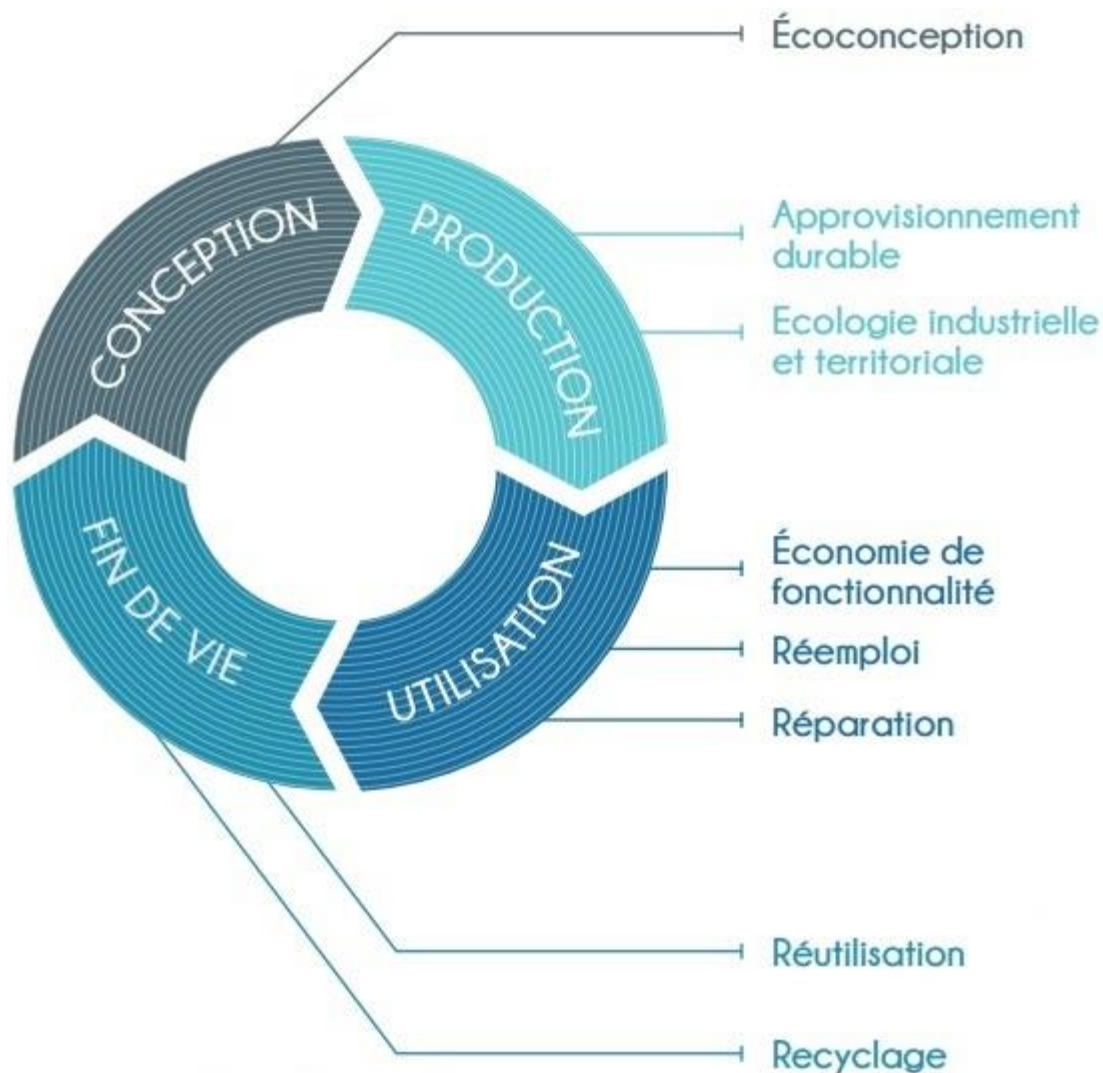 Écoconception
CONCEPTION
PRODUCTION
Approvisionnement
durable
Ecologie industrielle
et territoriale
FIN DE VIE
UTILISATION
Économie de
fonctionnalité
Réemploi
Réparation
Réutilisation
Recyclage